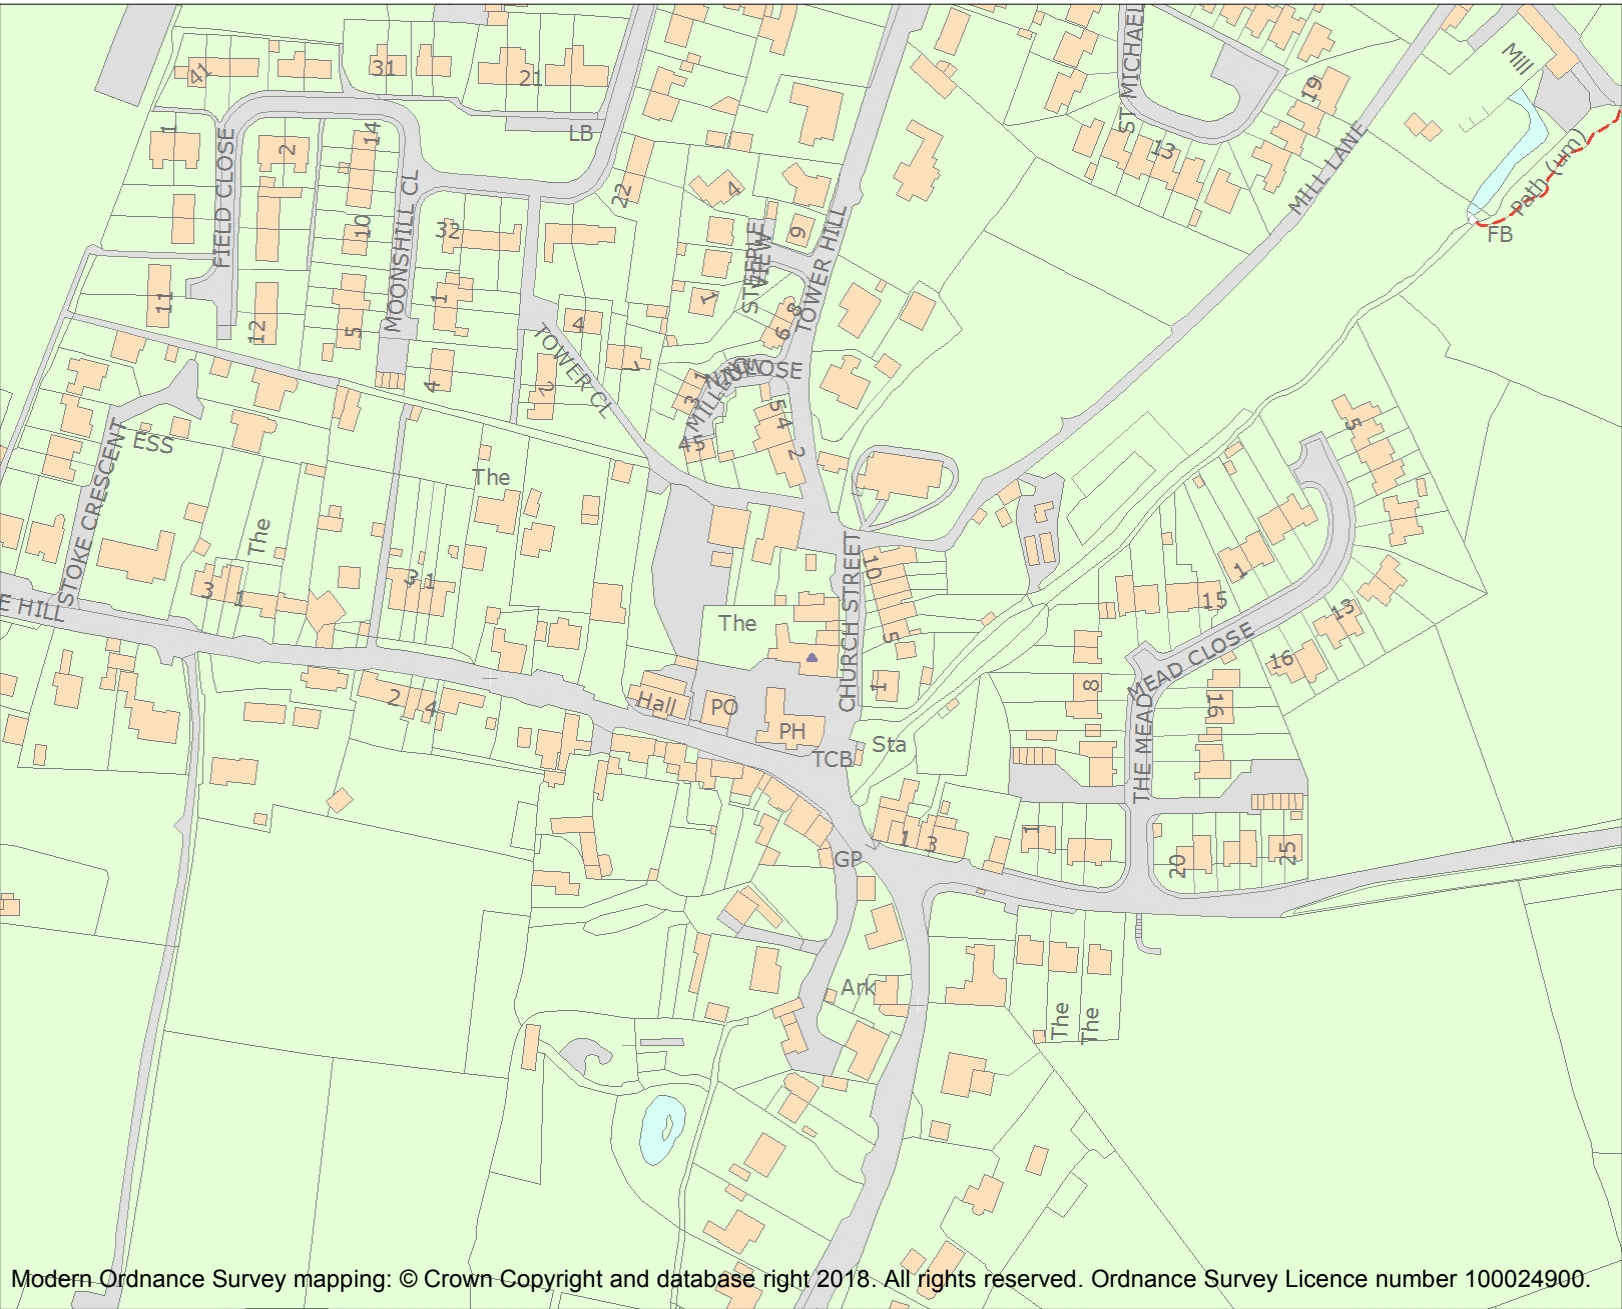 41
31
21
LB
1
FIELD CLOSE
2
14
10
MOONSHILL CL
32
22
4
9
STEEPLE
VIEW
TOWER HILL
ST MICHAEL
13
19
MILL LANE
Mill
Path (um)
FB
11
12
5
1
4
4
2
7
TOWER CL
1
8
6
CLOSE
1
3
45
54
2
5
STOKE CRESCENT
ESS
The
The
3
1
3
1
E HILL
The
CHURCH STREET
10
5
1
1
15
13
16
MEAD CLOSE
8
16
THE MEAD
2
4
Hall
PO
PH
TCB
Sta
1
3
1
GP
20
25
Ark
The
The
Modern Ordnance Survey mapping: © Crown Copyright and database right 2018. All rights reserved. Ordnance Survey Licence number 100024900.